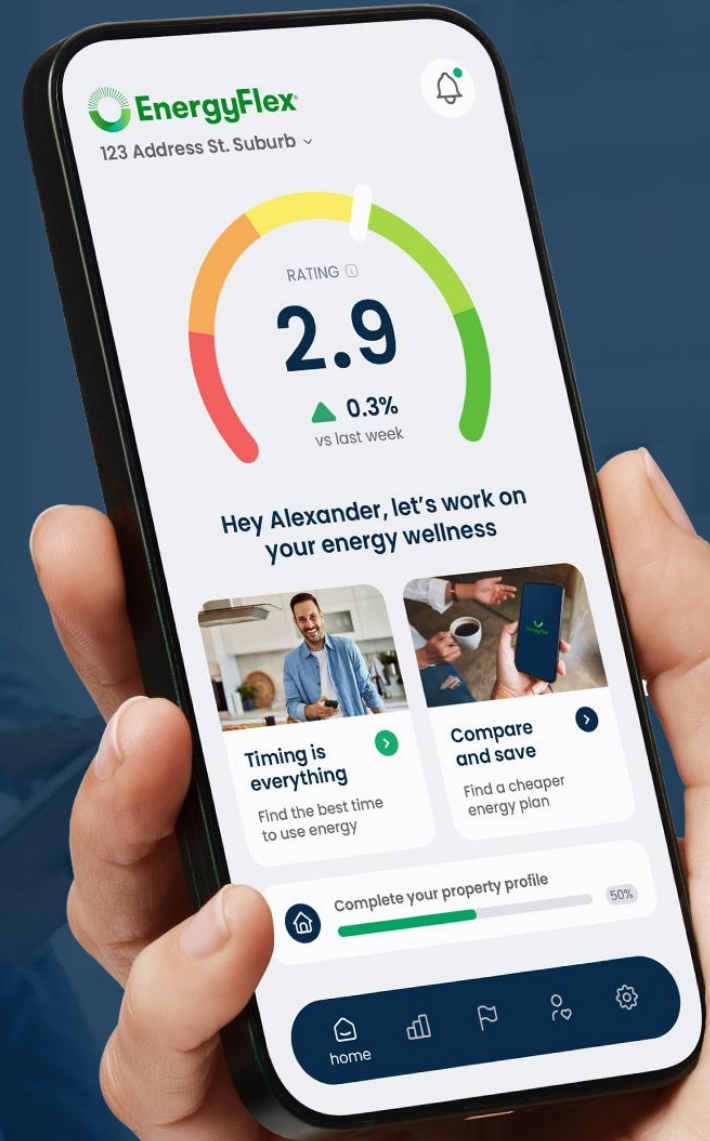 EnergyFlex
123 Address St. Suburb
RATING
2.9
0.3%
vs last week
Hey Alexander, let's work on
your energy wellness
EnergyFlex
Timing is
everything
Find the best time
to use energy
Compare
and save
Find a cheaper
energy plan
Complete your property profile
50%
home